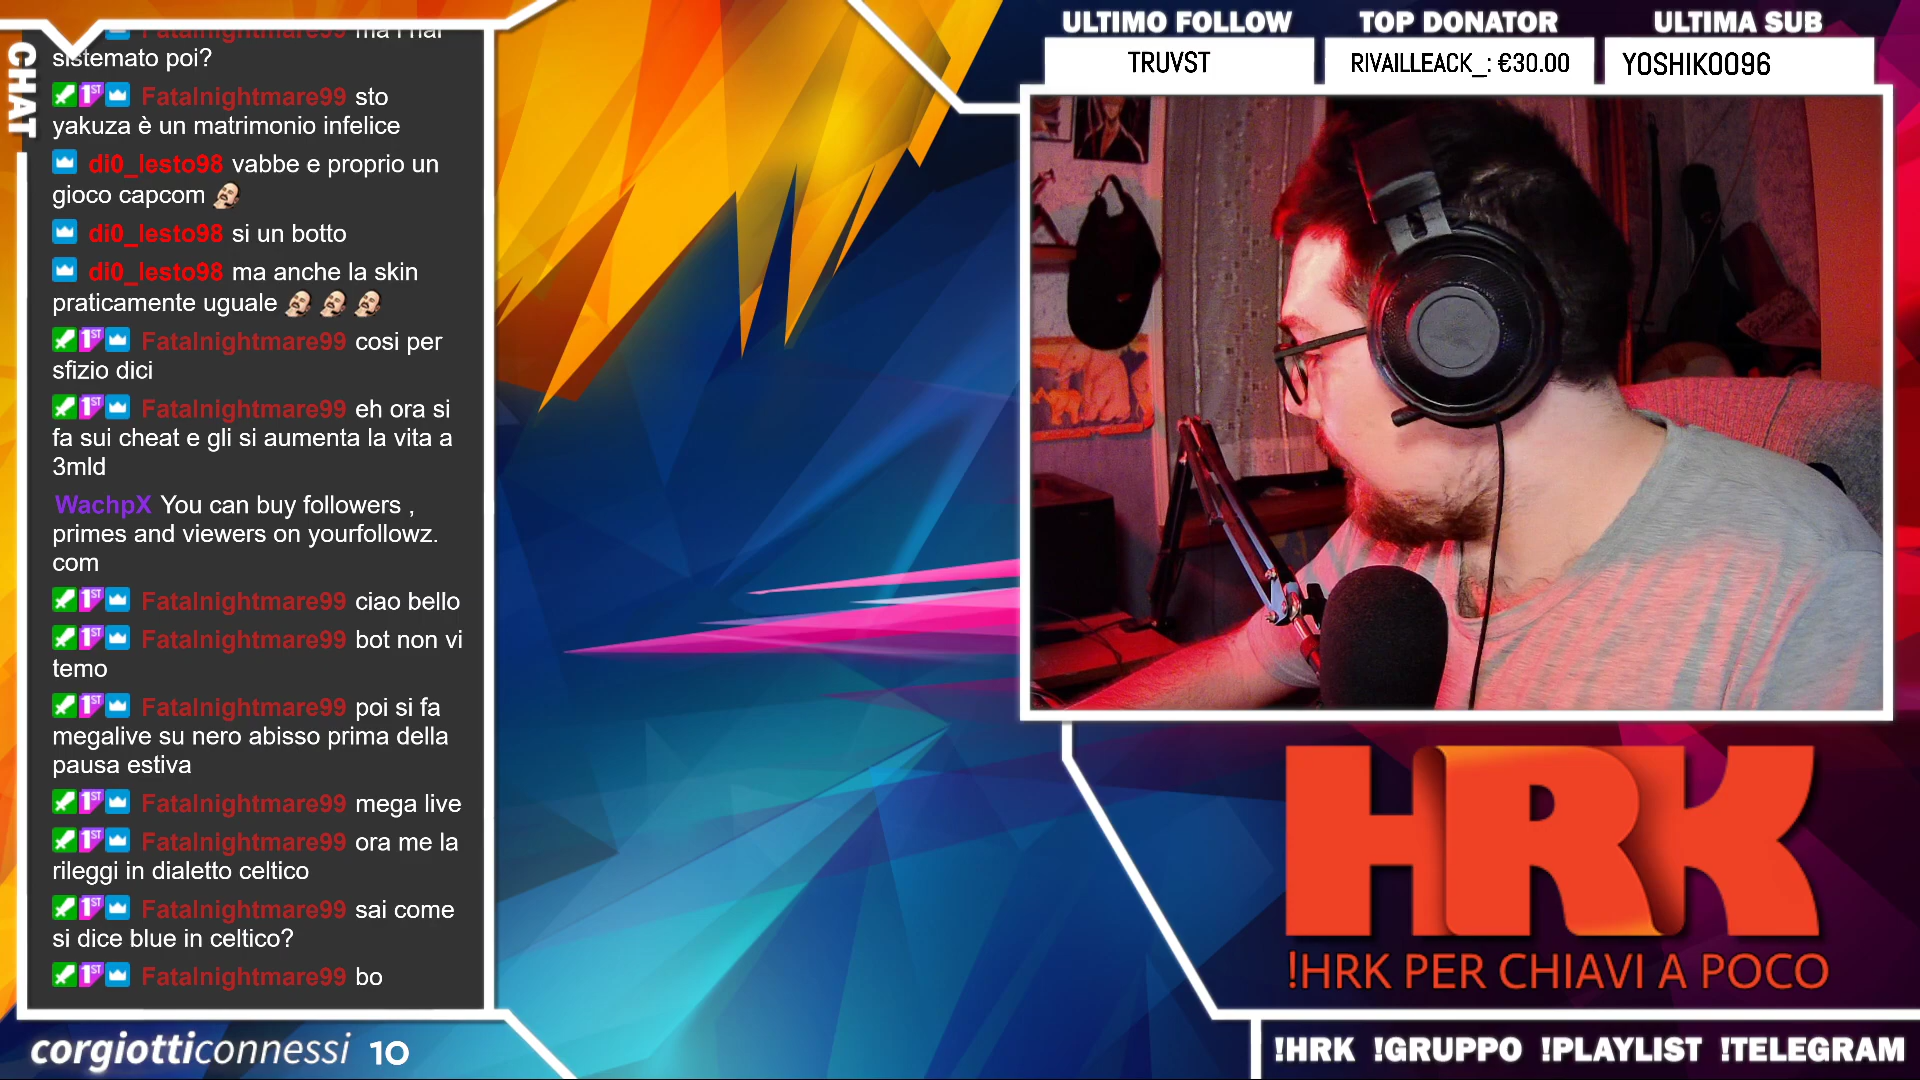 ULTIMO FOLLOW
TOP DONATOR
ULTIMA SUB
TRUVST
RIVAILLEACK_: €30.00
YOSHIKO096
CHAT
Fatalnightmare99 ma l hai
sistemato poi?
Fatalnightmare99 sto
yakuza è un matrimonio infelice
di0_lesto98 vabbe e proprio un
gioco capcom
di0_lesto98 si un botto
di0_lesto98 ma anche la skin
praticamente uguale
Fatalnightmare99 cosi per
sfizio dici
Fatalnightmare99 eh ora si
fa sui cheat e gli si aumenta la vita a
3mld
WachpX You can buy followers ,
primes and viewers on yourfollowz.
com
Fatalnightmare99 ciao bello
Fatalnightmare99 bot non vi
temo
Fatalnightmare99 poi si fa
megalive su nero abisso prima della
pausa estiva
Fatalnightmare99 mega live
Fatalnightmare99 ora me la
rileggi in dialetto celtico
Fatalnightmare99 sai come
si dice blue in celtico?
Fatalnightmare99 bo
HRK
!HRK PER CHIAVI A POCO
corgiotticonnessi 10
!HRK !GRUPPO !PLAYLIST !TELEGRAM